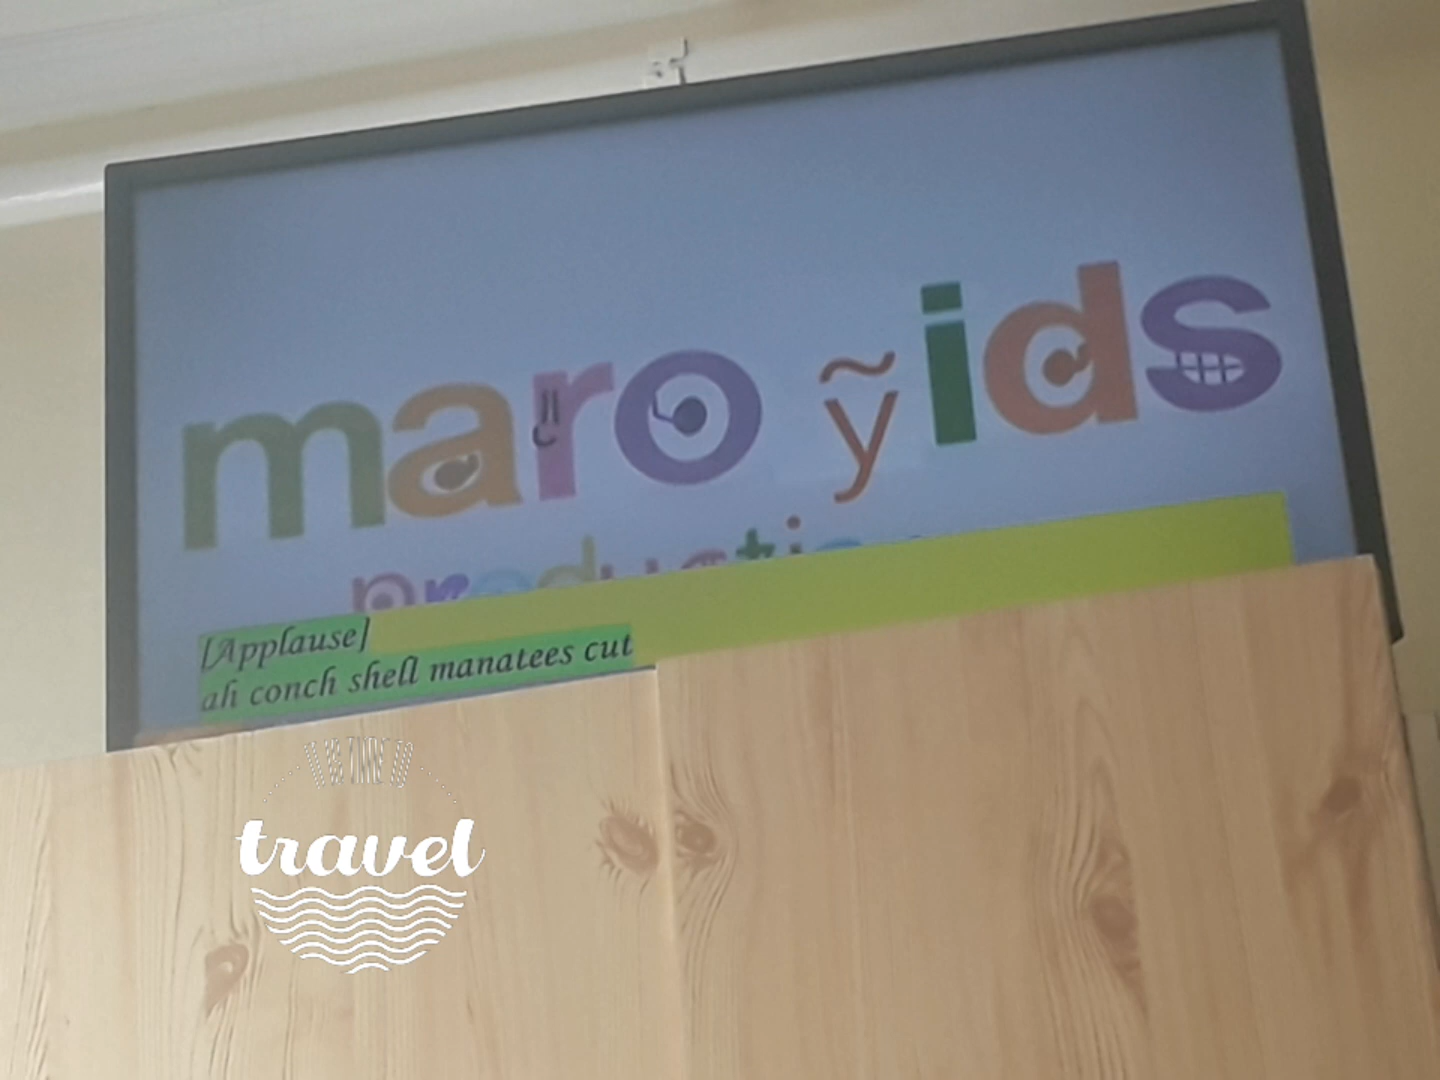 maro ỹids
[Applause]
ah conch shell manatees cut
travel